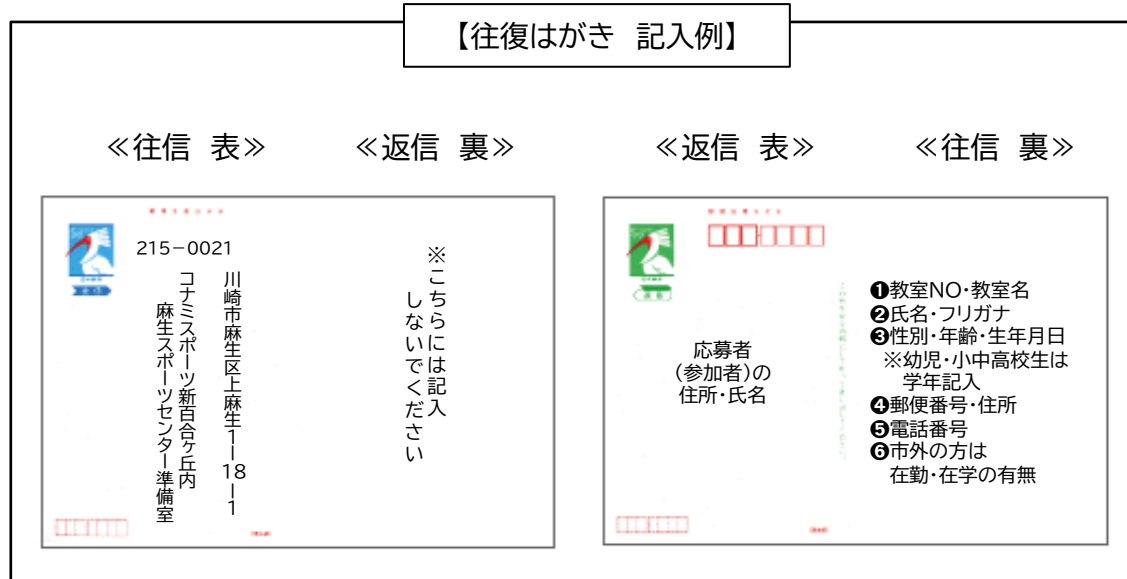 【往復はがき 記入例】
≪往信 表≫
≪返信 裏≫
≪返信 表≫
≪往信 裏≫
215-0021
川崎市麻生区上麻生1-18-1
コナミスポーツ新百合ヶ丘内
麻生スポーツセンター準備室
※こちらには記入
しないでください
応募者
(参加者)の
住所・氏名
❶教室NO・教室名
❷氏名・フリガナ
❸性別・年齢・生年月日
※幼児・小中高校生は
学年記入
❹郵便番号・住所
❺電話番号
❻市外の方は
在勤・在学の有無